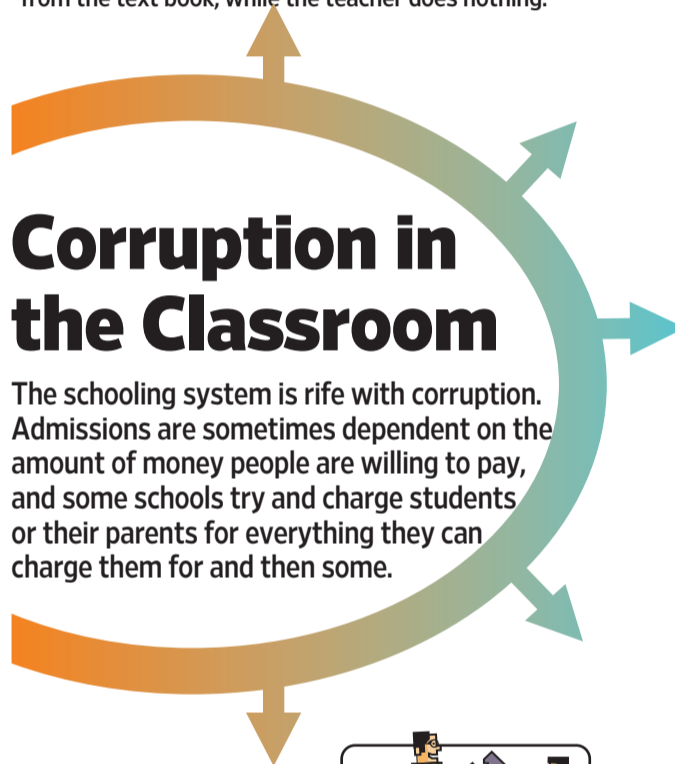 from the text book, while the teacher does nothing.
Corruption in
the Classroom
The schooling system is rife with corruption.
Admissions are sometimes dependent on the
amount of money people are willing to pay,
and some schools try and charge students
or their parents for everything they can
charge them for and then some.